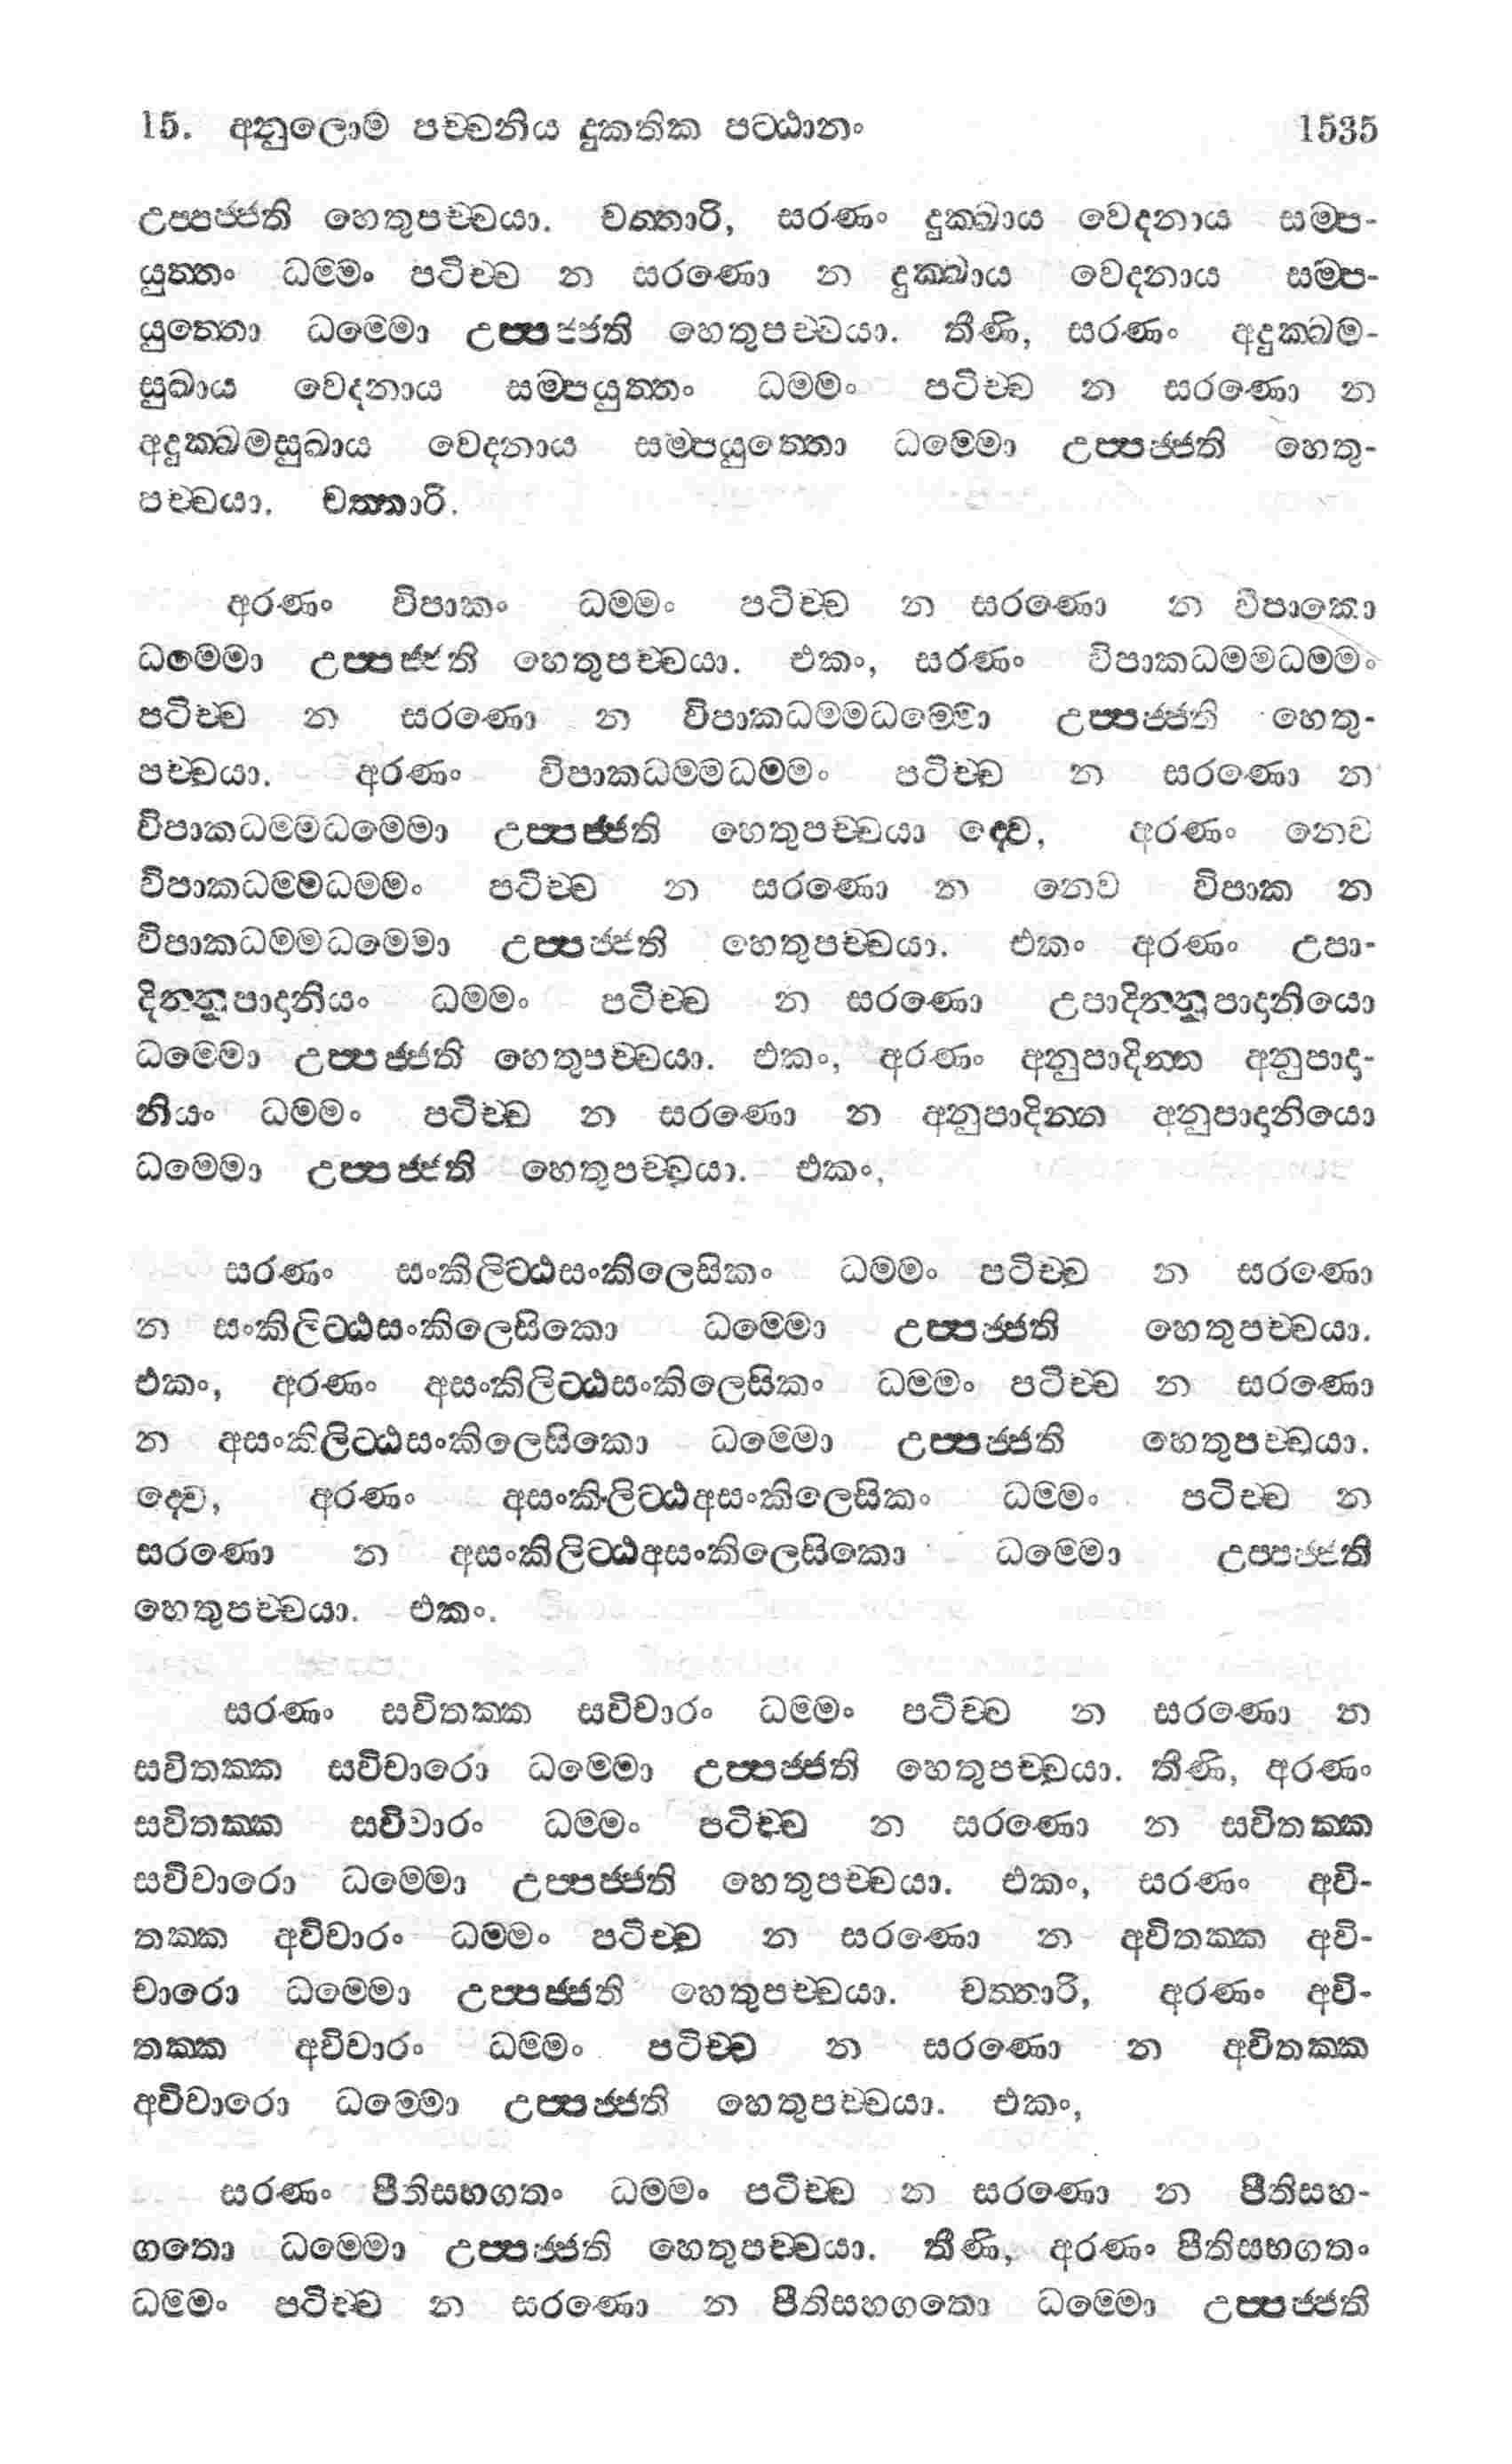 15. අනුලොම පච්චනිය දුකතික පට්ඨානං 1535
උප්පජ්ජති හෙතුපච්චයා. චත්තාරි, සරණං දුක්ඛාය වෙදනාය සම්ප-
යුත්තං ධම්මං පටිච්ච න සරණො න දුක්ඛාය වෙදනාය සම්ප-
යුත්තො ධම්මො උප්පජ්ජති හෙතුපච්චයා. තීණි, සරණං අදුක්ඛම-
සුඛාය වෙදනාය සම්පයුත්තං ධම්මං පටිච්ච න සරණො න
අදුක්ඛමසුඛාය වෙදනාය සම්පයුත්තො ධම්මො උප්පජ්ජති හෙතු-
පච්චයා. චත්තාරි.
අරණං විපාකං ධම්මං පටිච්ච න සරණො න විපාකො
ධම්මො උප්පජ්ජති හෙතුපච්චයා. එකං, සරණං විපාකධම්මධම්මං
පටිච්ච න සරණො න විපාකධම්මධම්මො උප්පජ්ජති හෙතු-
පච්චයා. අරණං විපාකධම්මධම්මං පටිච්ච න සරණො න
විපාකධම්මධම්මො උප්පජ්ජති හෙතුපච්චයා ද්වෙ, අරණං නෙව
විපාකධම්මධම්මං පටිච්ච න සරණො න නෙව විපාක න
විපාකධම්මධම්මො උප්පජ්ජති හෙතුපච්චයා. එකං අරණං උපා-
දින්නුපාදානියං ධම්මං පටිච්ච න සරණො උපාදින්නුපාදානියො
ධම්මො උප්පජ්ජති හෙතුපච්චයා. එකං, අරණං අනුපාදින්න අනුපාදා-
නියං ධම්මං පටිච්ච න සරණො න අනුපාදින්න අනුපාදානියො
ධම්මො උප්පජ්ජති හෙතුපච්චයා. එකං,
සරණං සංකිලිට්ඨසංකිලෙසිකං ධම්මං පටිච්ච න සරණො
න සංකිලිට්ඨසංකිලෙසිකො ධම්මො උප්පජ්ජති හෙතුපච්චයා.
එකං, අරණං අසංකිලිට්ඨසංකිලෙසිකං ධම්මං පටිච්ච න සරණො
න අසංකිලිට්ඨසංකිලෙසිකො ධම්මො උප්පජ්ජති හෙතුපච්චයා.
ද්වෙ, අරණං අසංකිලිට්ඨඅසංකිලෙසිකං ධම්මං පටිච්ච න
සරණො න අසංකිලිට්ඨඅසංකිලෙසිකො ධම්මො උප්පජ්ජති
හෙතුපච්චයා. එකං.
සරණං සවිතක්ක සවිචාරං ධම්මං පටිච්ච න සරණො න
සවිතක්ක සවිචාරො ධම්මො උප්පජ්ජති හෙතුපච්චයා. තීණි, අරණං
සවිතක්ක සවිචාරං ධම්මං පටිච්ච න සරණො න සවිතක්ක
සවිචාරො ධම්මො උප්පජ්ජති හෙතුපච්චයා. එකං, සරණං අවි-
තක්ක අවිචාරං ධම්මං පටිච්ච න සරණො න අවිතක්ක අවි-
චාරො ධම්මො උප්පජ්ජති හෙතුපච්චයා. චත්තාරි, අරණං අවි-
තක්ක අවිචාරං ධම්මං පටිච්ච න සරණො න අවිතක්ක
අවිචාරො ධම්මො උප්පජ්ජති හෙතුපච්චයා. එකං,
සරණං පීතිසහගතං ධම්මං පටිච්ච න සරණො න පීතිසහ-
ගතො ධම්මො උප්පජ්ජති හෙතුපච්චයා. තීණි, අරණං පීතිසහගතං
ධම්මං පටිච්ච න සරණො න පීතිසහගතො ධම්මො උප්පජ්ජති